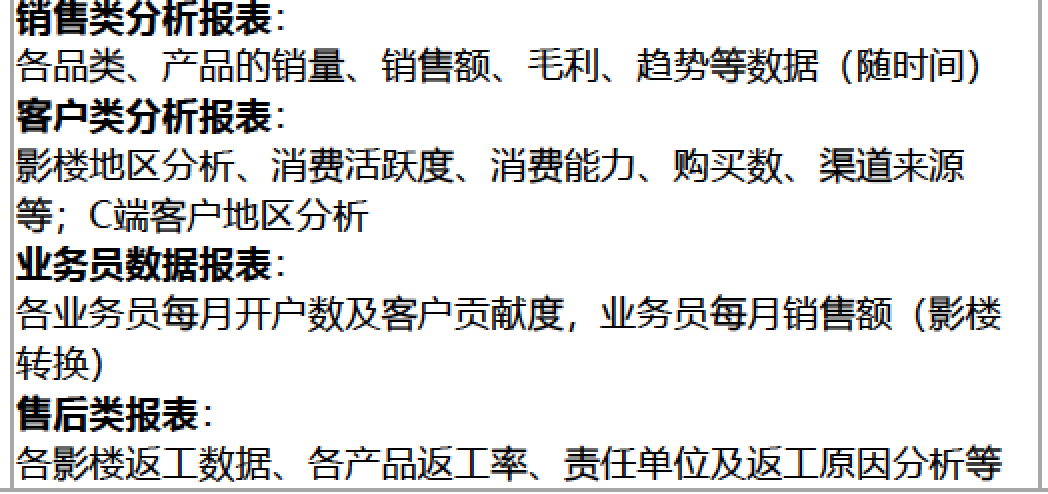 销售类分析报表：
各品类、产品的销量、销售额、毛利、趋势等数据（随时间）
客户类分析报表：
影楼地区分析、消费活跃度、消费能力、购买数、渠道来源
等；C端客户地区分析
业务员数据报表：
各业务员每月开户数及客户贡献度，业务员每月销售额（影楼
转换）
售后类报表：
各影楼返工数据、各产品返工率、责任单位及返工原因分析等